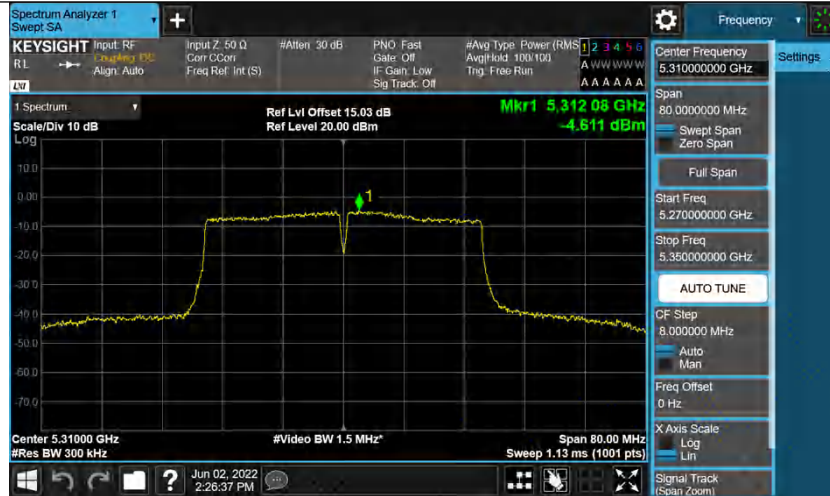 Spectrum Analyzer 1
Swept SA
+
Frequency
KEYSIGHT
RL
LNI
Input: RF
Coupling: DC
Align: Auto
Input Z: 50 Ω
Corr CCorr
Freq Ref: Int (S)
#Atten: 30 dB
PNO: Fast
Gate: Off
IF Gain: Low
Sig Track: Off
#Avg Type: Power (RMS
Avg|Hold: 100/100
Trig: Free Run
1 2 3 4 5 6
A W W W W W
A A A A A A
1 Spectrum
Scale/Div 10 dB
Log
Ref Lvl Offset 15.03 dB
Ref Level 20.00 dBm
Mkr1 5.312 08 GHz
-4.611 dBm
10.0
0.00
-10.0
-20.0
-30.0
-40.0
-50.0
-60.0
-70.0
1
Center 5.31000 GHz
#Res BW 300 kHz
#Video BW 1.5 MHz*
Span 80.00 MHz
Sweep 1.13 ms (1001 pts)
Jun 02, 2022
2:26:37 PM
?
Center Frequency
5.310000000 GHz
Settings
Span
80.0000000 MHz
Swept Span
Zero Span
Full Span
Start Freq
5.270000000 GHz
Stop Freq
5.350000000 GHz
AUTO TUNE
CF Step
8.000000 MHz
Auto
Man
Freq Offset
0 Hz
X Axis Scale
Log
Lin
Signal Track
(Span Zoom)